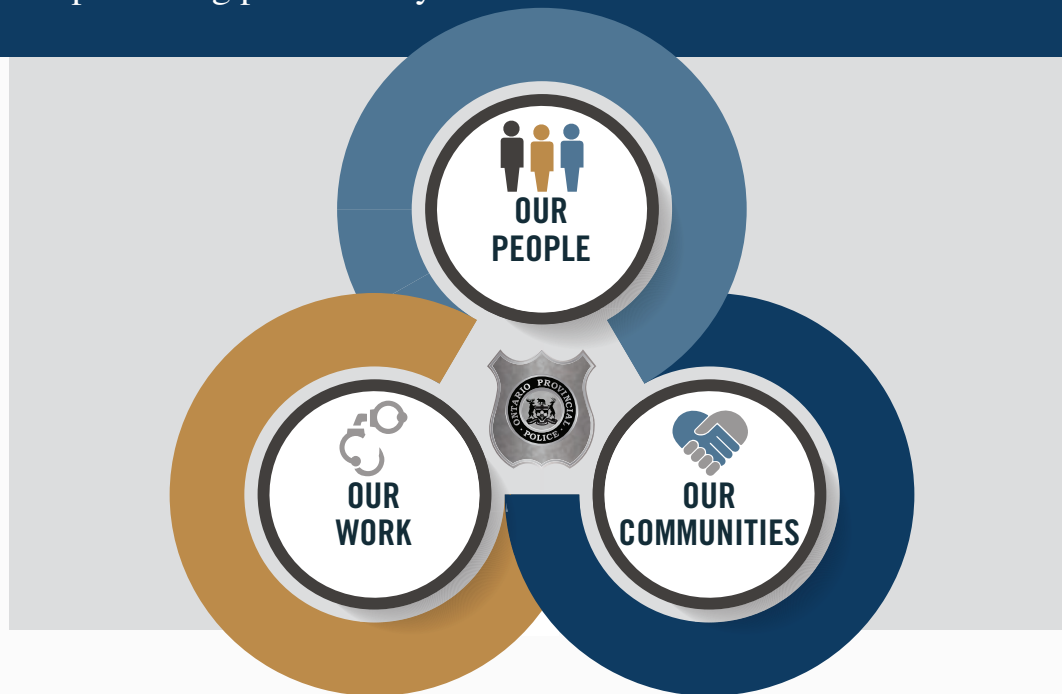 OUR
PEOPLE
ONTARIO PROVINCIAL
· POLICE ·
OUR
WORK
OUR
COMMUNITIES